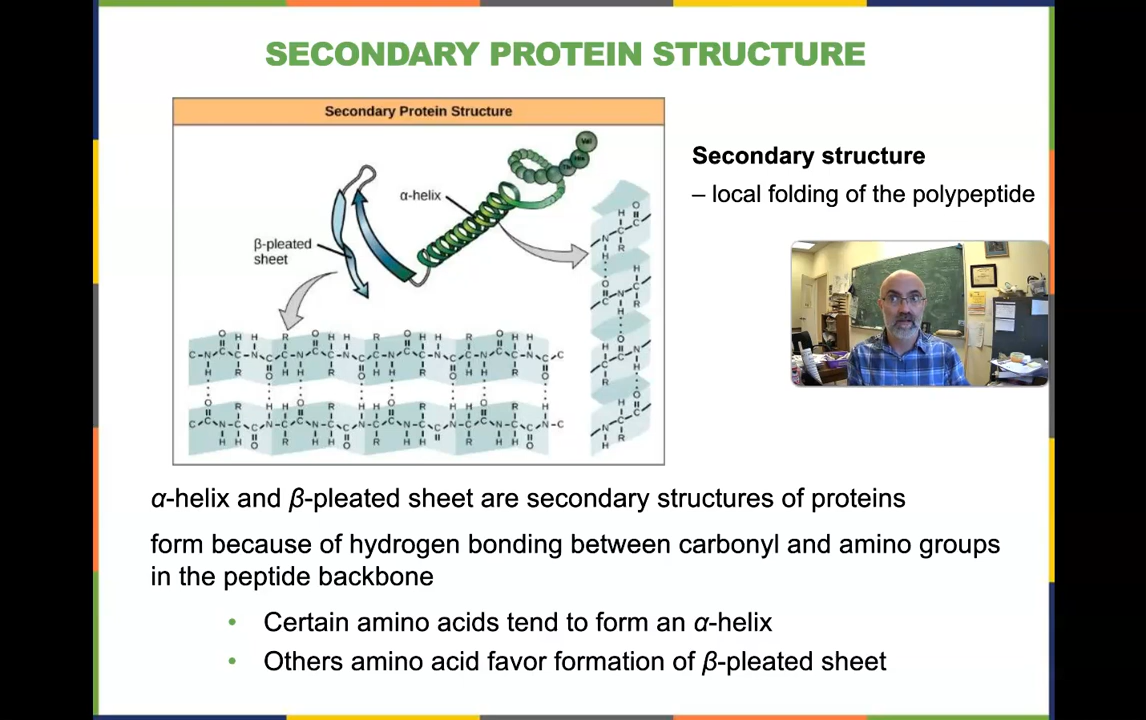 SECONDARY PROTEIN STRUCTURE
Secondary Protein Structure
Val
His
α-helix
β-pleated
sheet
Secondary structure
– local folding of the polypeptide
α-helix and β-pleated sheet are secondary structures of proteins
form because of hydrogen bonding between carbonyl and amino groups
in the peptide backbone
• Certain amino acids tend to form an α-helix
• Others amino acid favor formation of β-pleated sheet